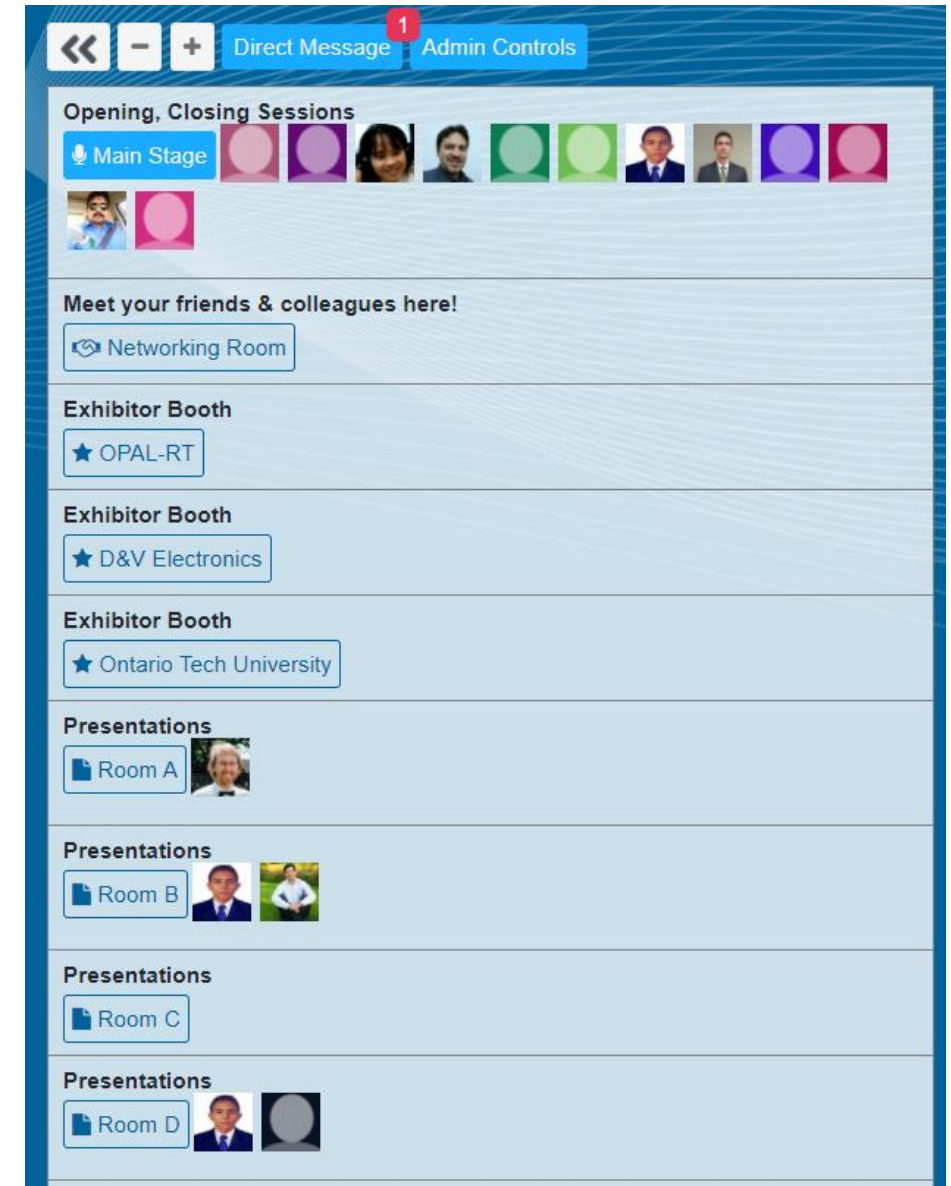 1
Direct Message Admin Controls
Opening, Closing Sessions
Main Stage
Meet your friends & colleagues here!
Networking Room
Exhibitor Booth
OPAL-RT
Exhibitor Booth
D&V Electronics
Exhibitor Booth
Ontario Tech University
Presentations
Room A
Presentations
Room B
Presentations
Room C
Presentations
Room D